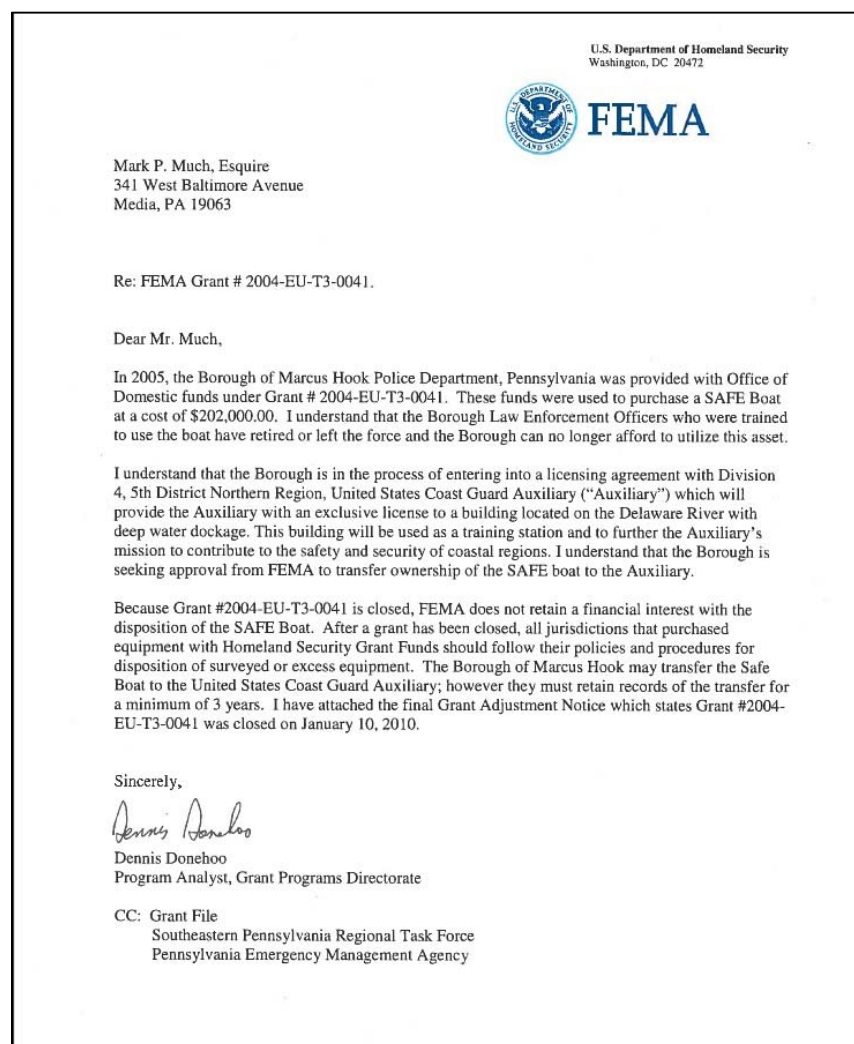 U.S. Department of Homeland Security
Washington, DC 20472
U.S. DEPARTMENT OF
HOMELAND SECURITY
FEMA
Mark P. Much, Esquire
341 West Baltimore Avenue
Media, PA 19063
Re: FEMA Grant # 2004-EU-T3-0041.
Dear Mr. Much,
In 2005, the Borough of Marcus Hook Police Department, Pennsylvania was provided with Office of
Domestic funds under Grant # 2004-EU-T3-0041. These funds were used to purchase a SAFE Boat
at a cost of $202,000.00. I understand that the Borough Law Enforcement Officers who were trained
to use the boat have retired or left the force and the Borough can no longer afford to utilize this asset.
I understand that the Borough is in the process of entering into a licensing agreement with Division
4, 5th District Northern Region, United States Coast Guard Auxiliary (“Auxiliary”) which will
provide the Auxiliary with an exclusive license to a building located on the Delaware River with
deep water dockage. This building will be used as a training station and to further the Auxiliary’s
mission to contribute to the safety and security of coastal regions. I understand that the Borough is
seeking approval from FEMA to transfer ownership of the SAFE boat to the Auxiliary.
Because Grant #2004-EU-T3-0041 is closed, FEMA does not retain a financial interest with the
disposition of the SAFE Boat. After a grant has been closed, all jurisdictions that purchased
equipment with Homeland Security Grant Funds should follow their policies and procedures for
disposition of surveyed or excess equipment. The Borough of Marcus Hook may transfer the Safe
Boat to the United States Coast Guard Auxiliary; however they must retain records of the transfer for
a minimum of 3 years. I have attached the final Grant Adjustment Notice which states Grant #2004-
EU-T3-0041 was closed on January 10, 2010.
Sincerely,
Dennis Donehoo
Dennis Donehoo
Program Analyst, Grant Programs Directorate
CC: Grant File
Southeastern Pennsylvania Regional Task Force
Pennsylvania Emergency Management Agency